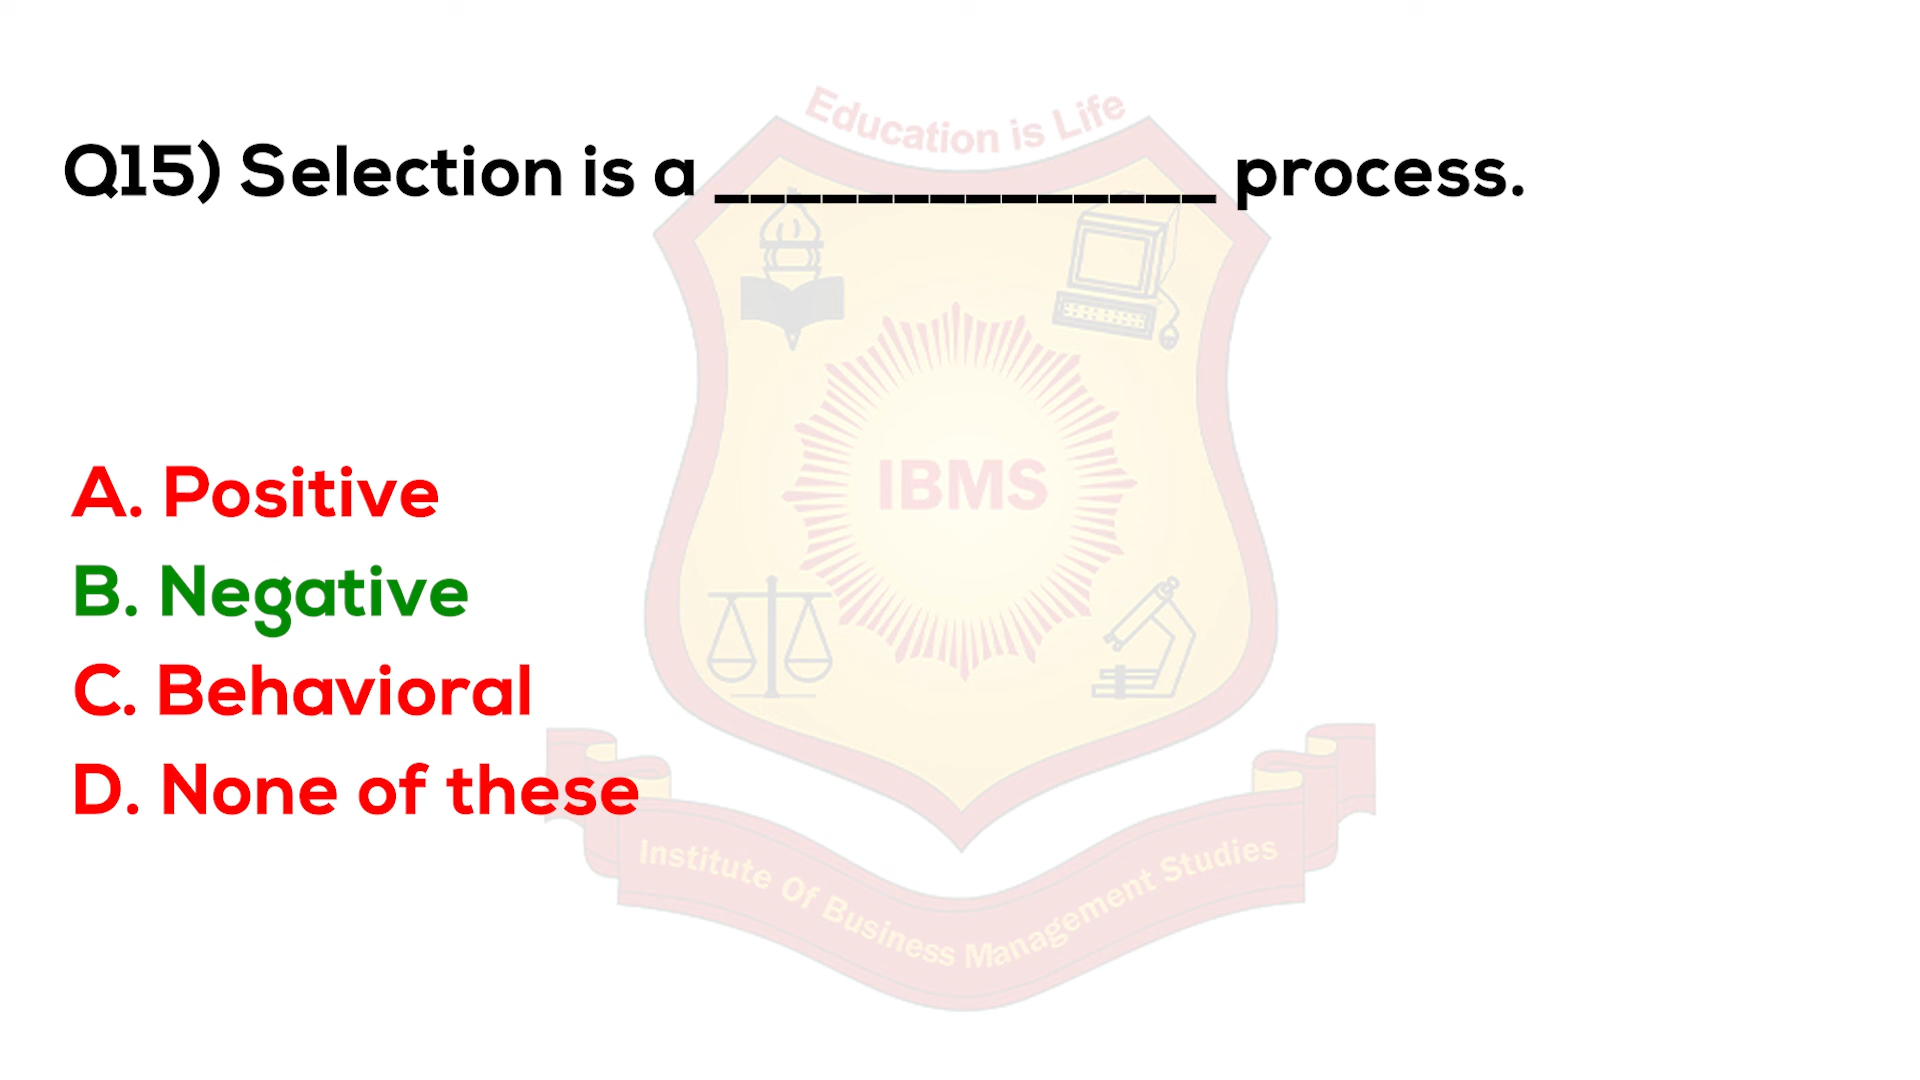 Education is Life
Q15) Selection is a ______________ process.
IBMS
A. Positive
B. Negative
C. Behavioral
D. None of these
Institute Of Business Management Studies